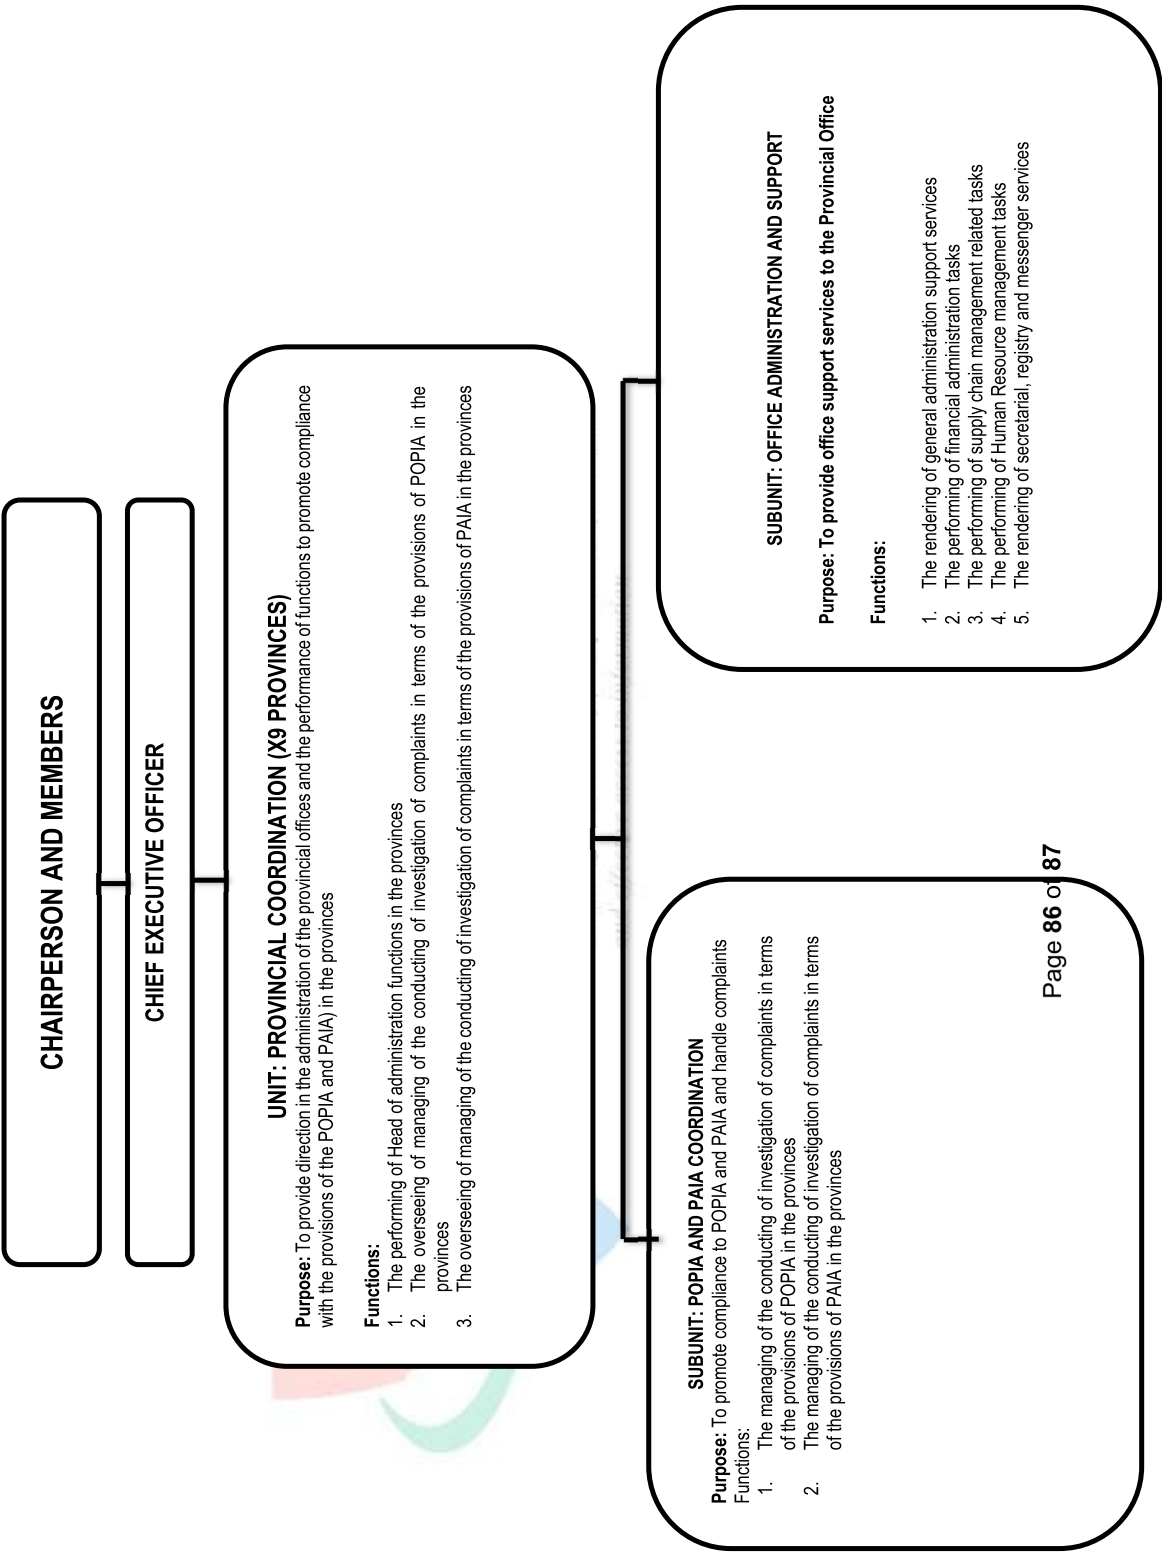 CHAIRPERSON AND MEMBERS
CHIEF EXECUTIVE OFFICER
UNIT: PROVINCIAL COORDINATION (X9 PROVINCES)
Purpose: To provide direction in the administration of the provincial offices and the performance of functions to promote compliance
with the provisions of the POPIA and PAIA) in the provinces
Functions:
1. The performing of Head of administration functions in the provinces
2. The overseeing of managing of the conducting of investigation of complaints in terms of the provisions of POPIA in the
provinces
3. The overseeing of managing of the conducting of investigation of complaints in terms of the provisions of PAIA in the provinces
SUBUNIT: POPIA AND PAIA COORDINATION
Purpose: To promote compliance to POPIA and PAIA and handle complaints
Functions:
1. The managing of the conducting of investigation of complaints in terms
of the provisions of POPIA in the provinces
2. The managing of the conducting of investigation of complaints in terms
of the provisions of PAIA in the provinces
SUBUNIT: OFFICE ADMINISTRATION AND SUPPORT
Purpose: To provide office support services to the Provincial Office
Functions:
1. The rendering of general administration support services
2. The performing of financial administration tasks
3. The performing of supply chain management related tasks
4. The performing of Human Resource management tasks
5. The rendering of secretarial, registry and messenger services
Page 86 of 87